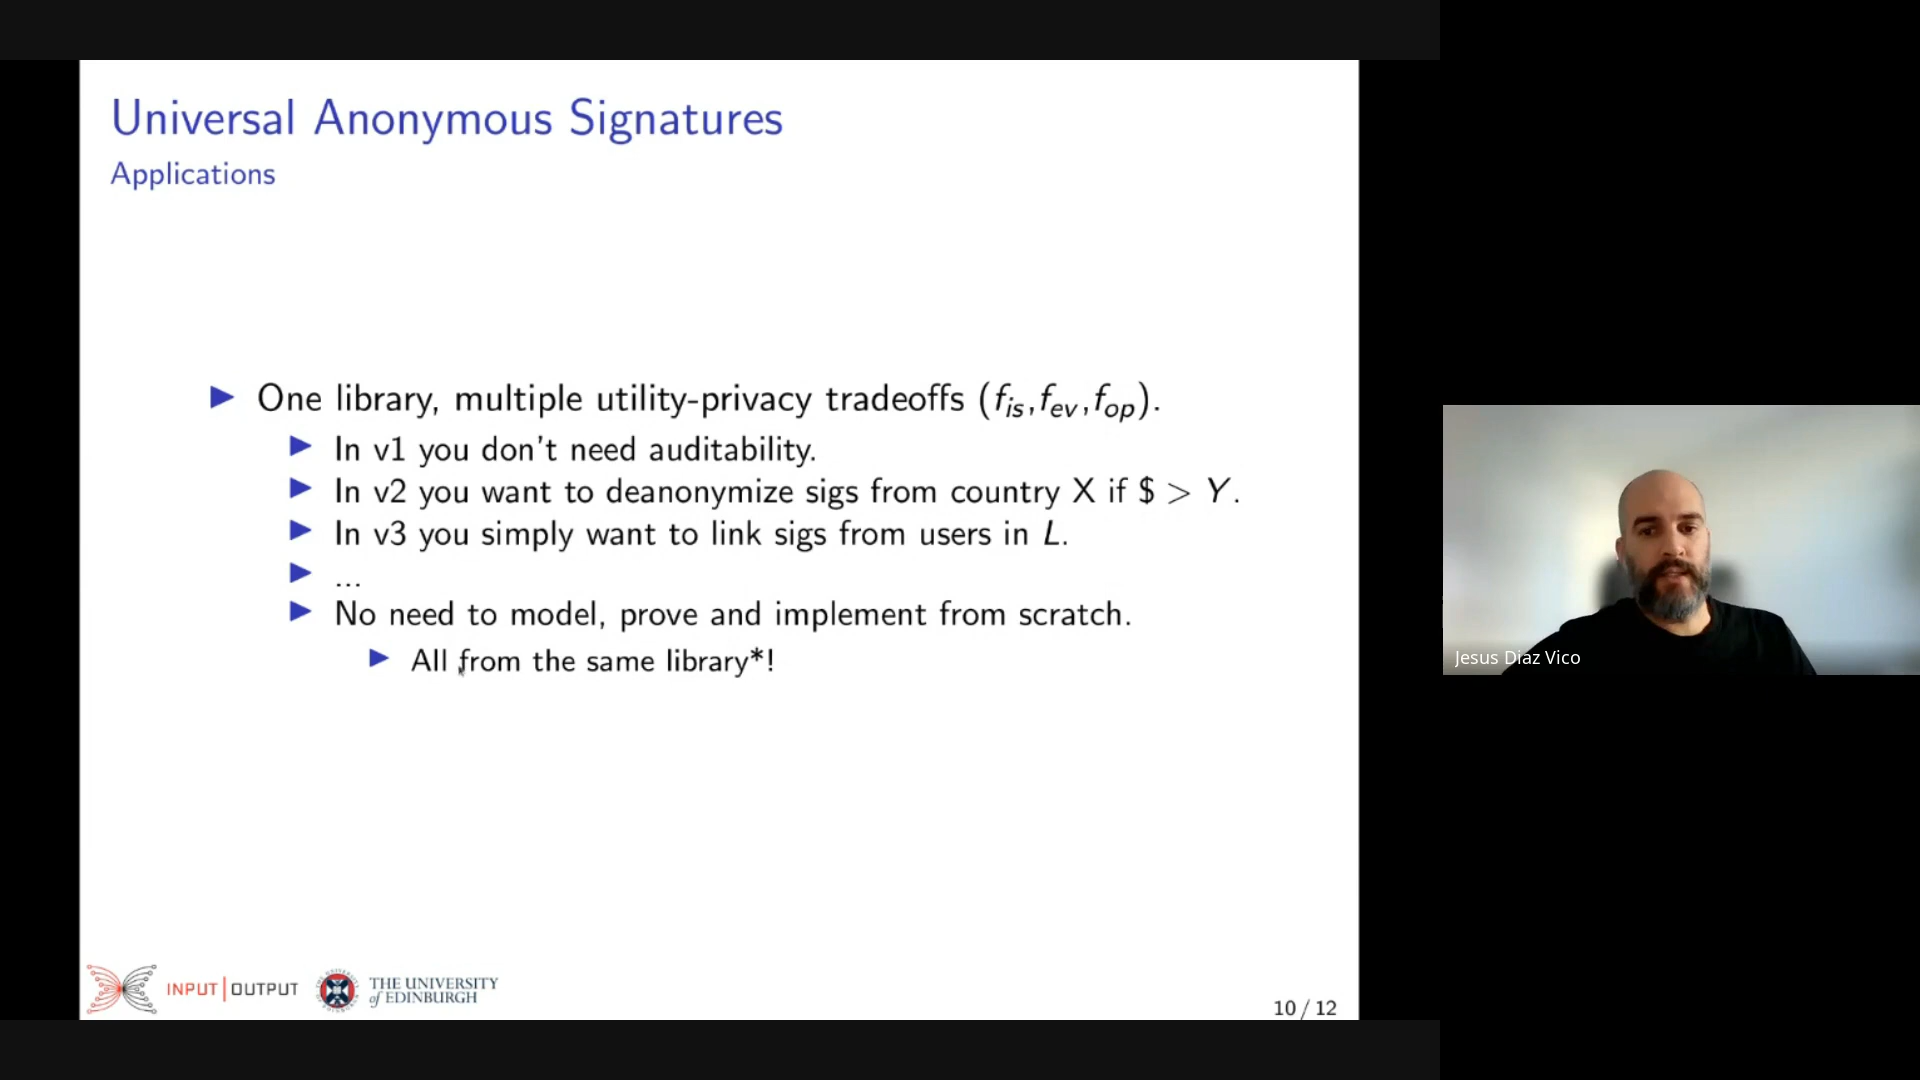 Universal Anonymous Signatures
Applications
One library, multiple utility-privacy tradeoffs (f_is, f_ev, f_op).
In v1 you don't need auditability.
In v2 you want to deanonymize sigs from country X if $ > Y.
In v3 you simply want to link sigs from users in L.
...
No need to model, prove and implement from scratch.
All from the same library*!
Jesus Diaz Vico
INPUT|OUTPUT
THE UNIVERSITY
of EDINBURGH
10 / 12